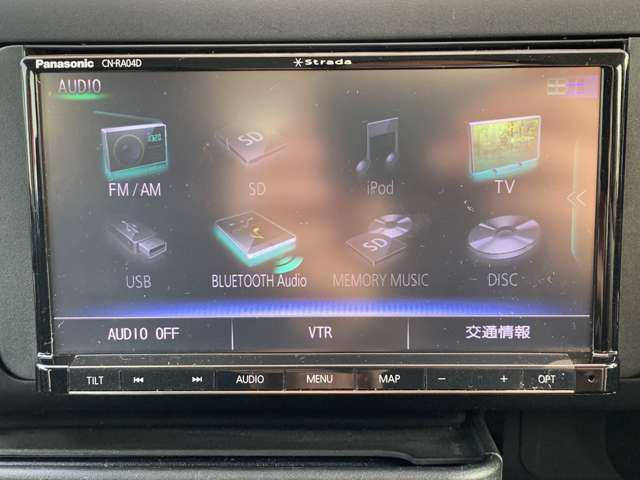 Panasonic CN-RA04D Strada
AUDIO
FM/AM SD iPod TV
USB BLUETOOTH Audio MEMORY MUSIC DISC
AUDIO OFF VTR 交通情報
TILT AUDIO MENU MAP − + OPT